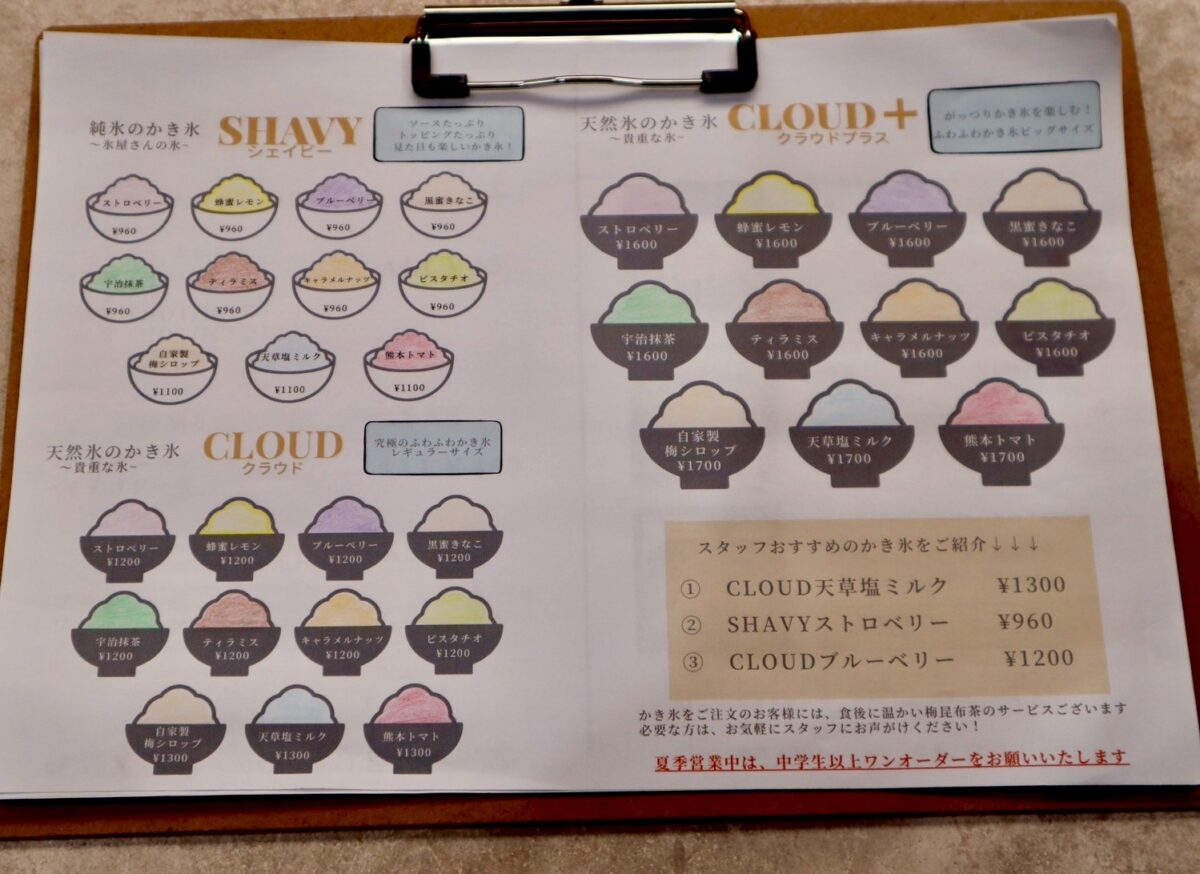 純氷のかき氷
～氷屋さんの氷～
SHAVY
シェイビー
ソースたっぷり
トッピングたっぷり
見た目も楽しいかき氷！
ストロベリー
¥960
蜂蜜レモン
¥960
ブルーベリー
¥960
黒蜜きなこ
¥960
宇治抹茶
¥960
ティラミス
¥960
キャラメルナッツ
¥960
ピスタチオ
¥960
自家製
梅シロップ
¥1100
天草塩ミルク
¥1100
熊本トマト
¥1100
天然氷のかき氷
～貴重な氷～
CLOUD
クラウド
究極のふわふわかき氷
レギュラーサイズ
ストロベリー
¥1200
蜂蜜レモン
¥1200
ブルーベリー
¥1200
黒蜜きなこ
¥1200
宇治抹茶
¥1200
ティラミス
¥1200
キャラメルナッツ
¥1200
ピスタチオ
¥1200
自家製
梅シロップ
¥1300
天草塩ミルク
¥1300
熊本トマト
¥1300
天然氷のかき氷
～貴重な氷～
CLOUD＋
クラウドプラス
がっつりかき氷を楽しむ！
ふわふわかき氷ビッグサイズ
ストロベリー
¥1600
蜂蜜レモン
¥1600
ブルーベリー
¥1600
黒蜜きなこ
¥1600
宇治抹茶
¥1600
ティラミス
¥1600
キャラメルナッツ
¥1600
ピスタチオ
¥1600
自家製
梅シロップ
¥1700
天草塩ミルク
¥1700
熊本トマト
¥1700
スタッフおすすめのかき氷をご紹介↓↓↓
① CLOUD天草塩ミルク ¥1300
② SHAVYストロベリー ¥960
③ CLOUDブルーベリー ¥1200
かき氷をご注文のお客様には、食後に温かい梅昆布茶のサービスございます
必要な方は、お気軽にスタッフにお声がけください！
夏季営業中は、中学生以上ワンオーダーをお願いいたします